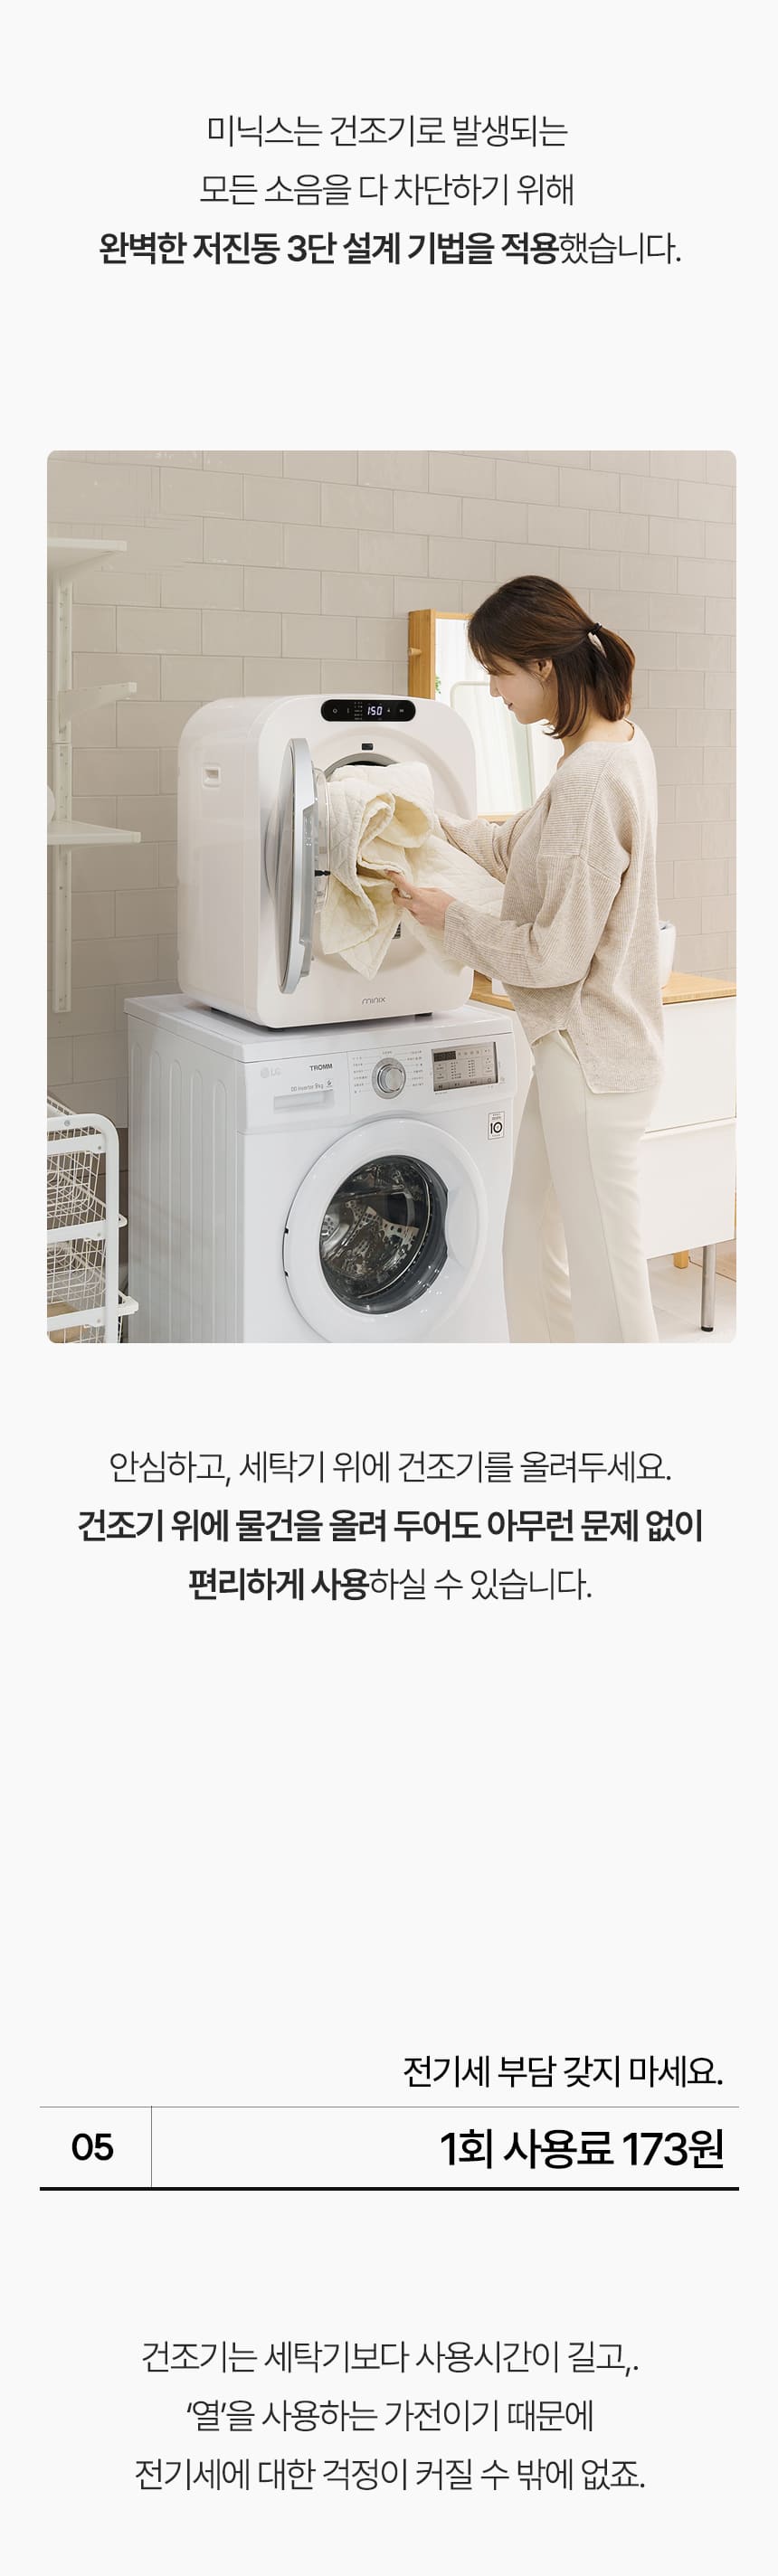 미닉스는 건조기로 발생되는
모든 소음을 다 차단하기 위해
완벽한 저진동 3단 설계 기법을 적용했습니다.
150
minix
LG
TROMM
안심하고, 세탁기 위에 건조기를 올려두세요.
건조기 위에 물건을 올려 두어도 아무런 문제 없이
편리하게 사용하실 수 있습니다.
전기세 부담 갖지 마세요.
05
1회 사용료 173원
건조기는 세탁기보다 사용시간이 길고,.
‘열’을 사용하는 가전이기 때문에
전기세에 대한 걱정이 커질 수 밖에 없죠.